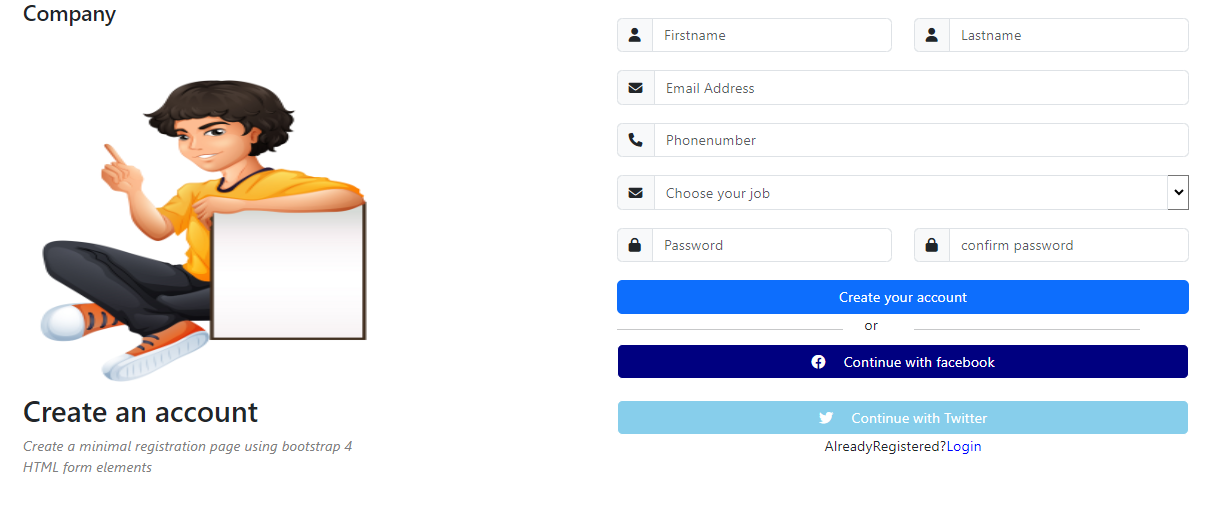 Company
Create an account
Create a minimal registration page using bootstrap 4
HTML form elements
Firstname
Lastname
Email Address
Phonenumber
Choose your job
Password
confirm password
Create your account
or
Continue with facebook
Continue with Twitter
AlreadyRegistered?Login